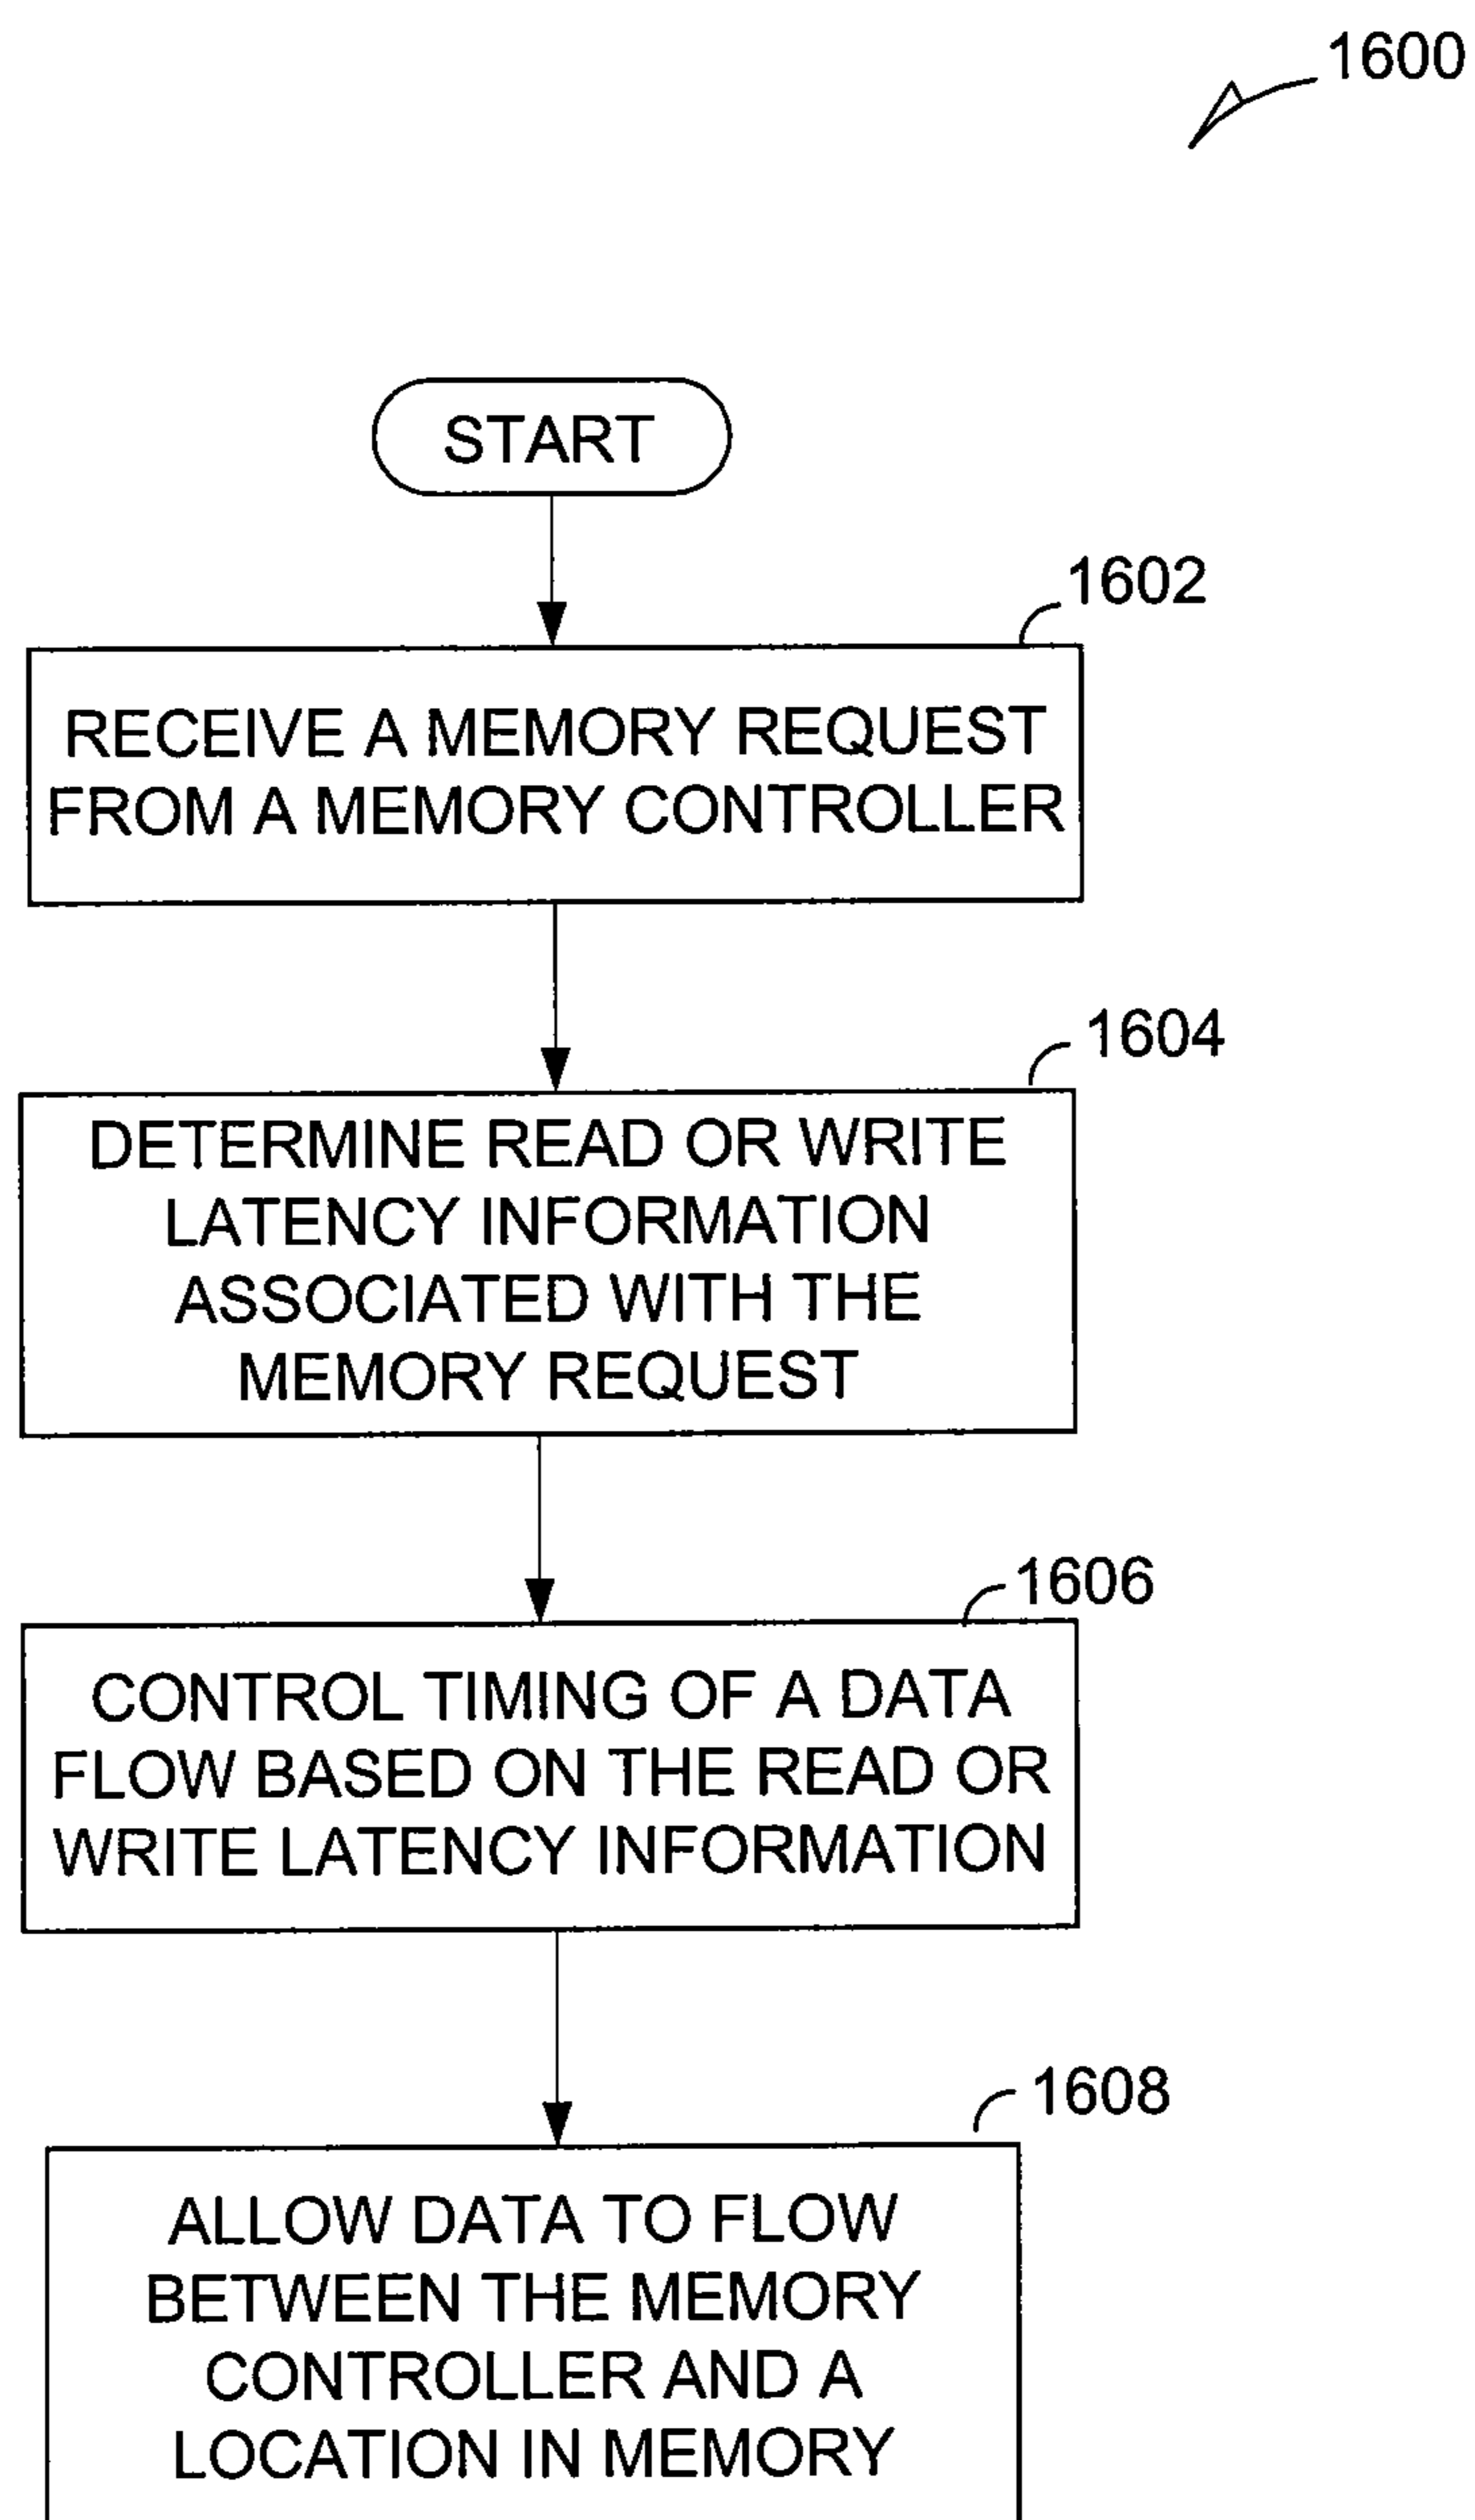 1600
START
1602
RECEIVE A MEMORY REQUEST
FROM A MEMORY CONTROLLER
1604
DETERMINE READ OR WRITE
LATENCY INFORMATION
ASSOCIATED WITH THE
MEMORY REQUEST
1606
CONTROL TIMING OF A DATA
FLOW BASED ON THE READ OR
WRITE LATENCY INFORMATION
1608
ALLOW DATA TO FLOW
BETWEEN THE MEMORY
CONTROLLER AND A
LOCATION IN MEMORY